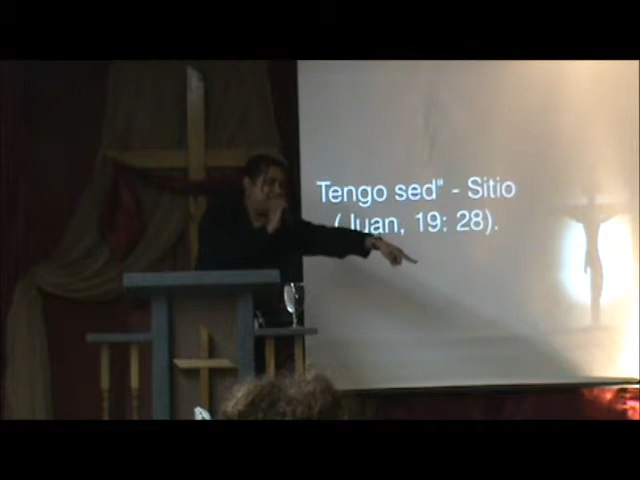 Tengo sed" - Sitio
(Juan, 19: 28).